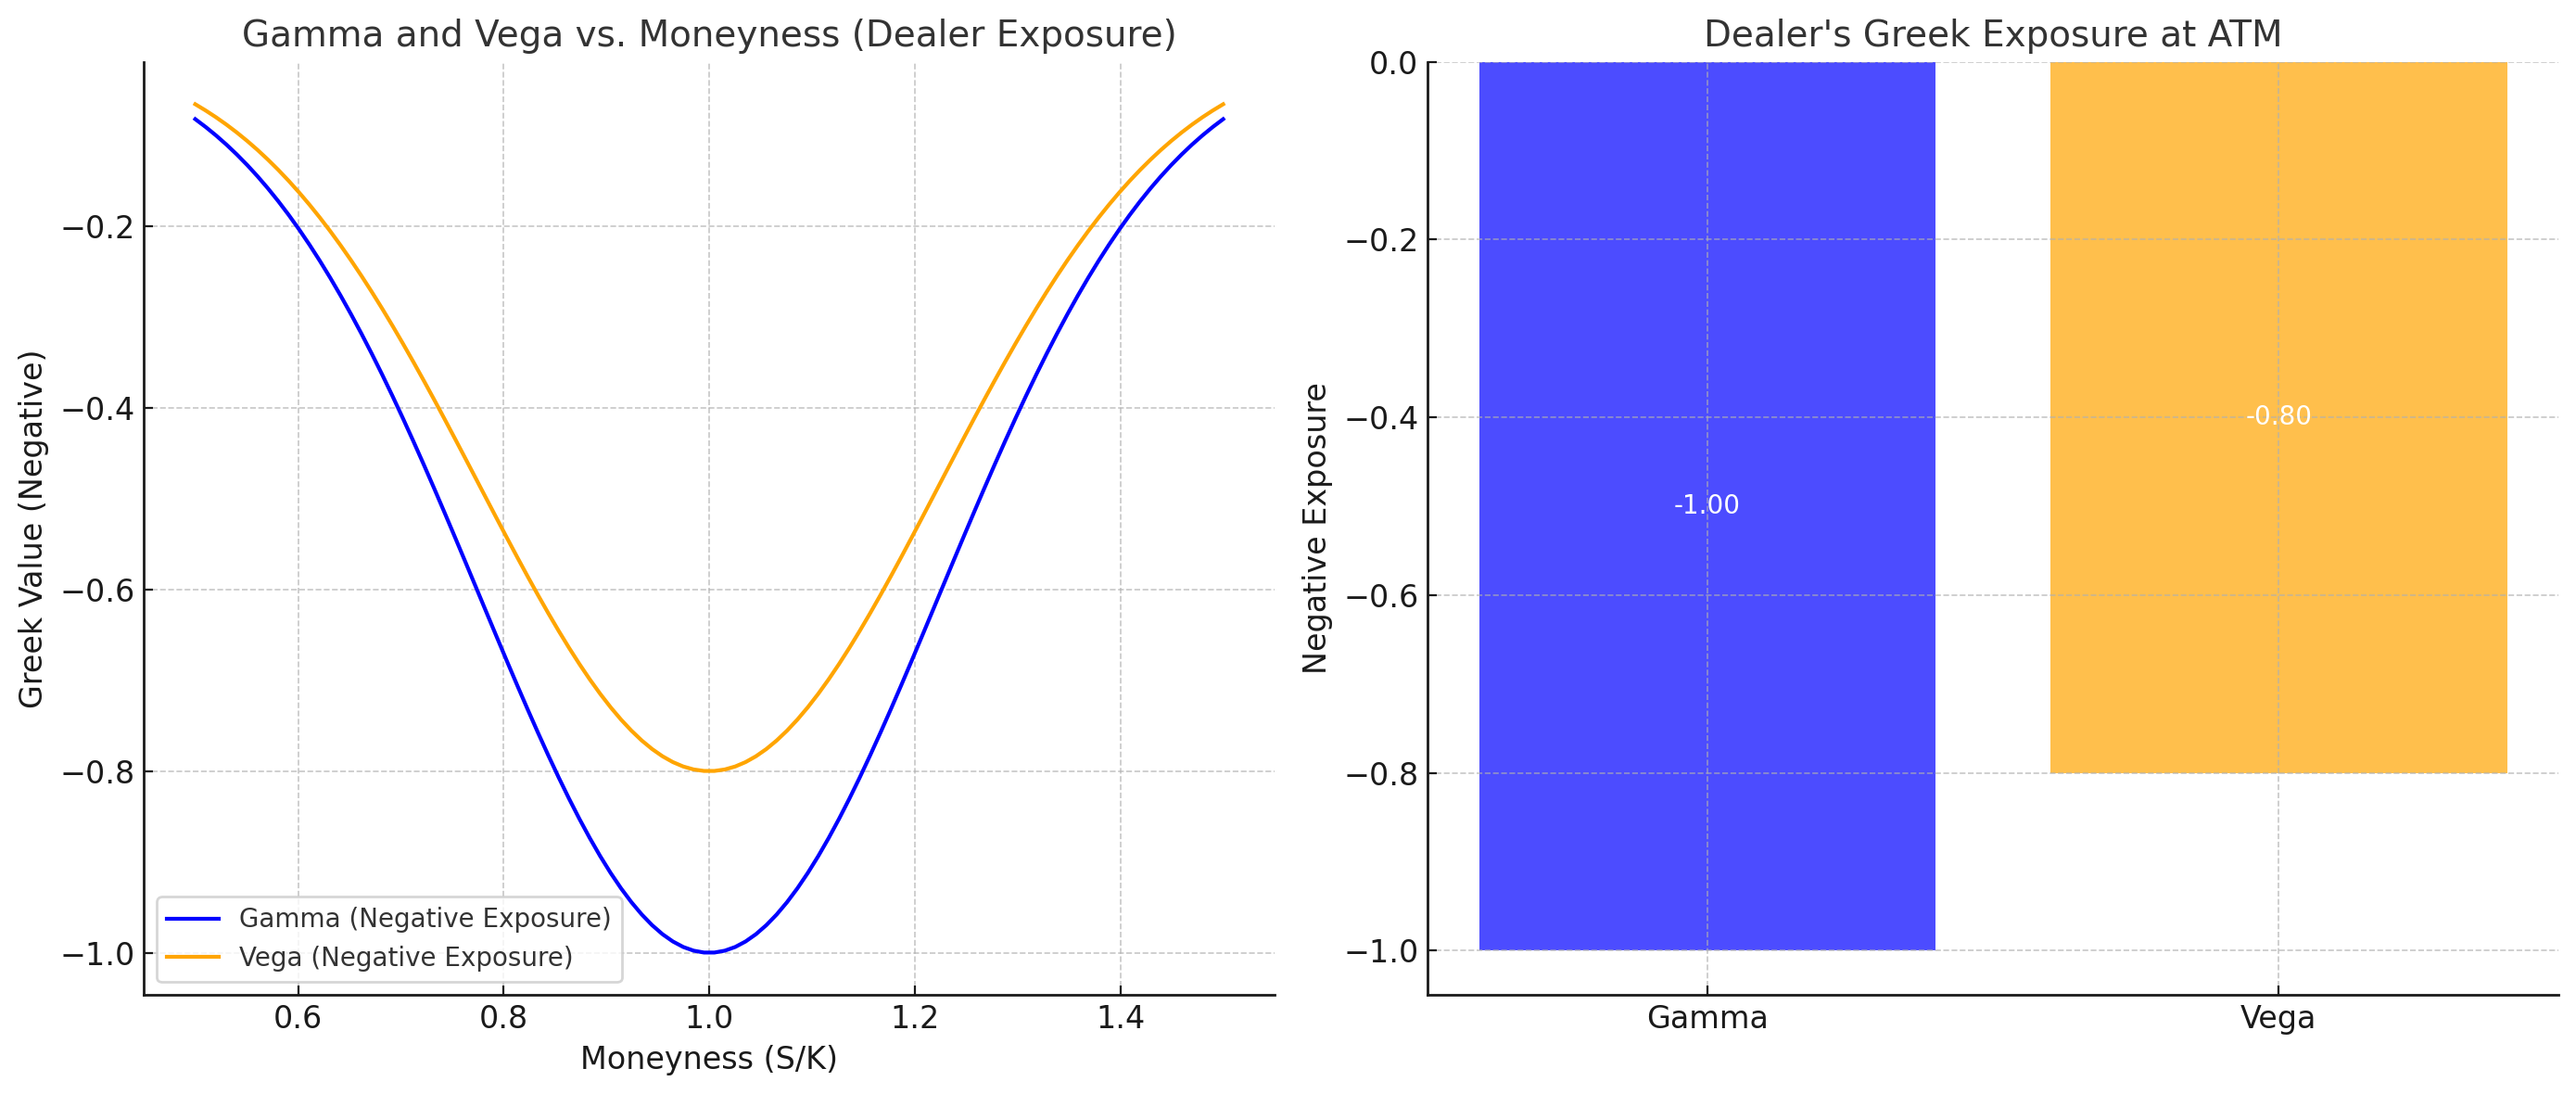 Gamma and Vega vs. Moneyness (Dealer Exposure)
Greek Value (Negative)
−0.2
−0.4
−0.6
−0.8
−1.0
Gamma (Negative Exposure)
Vega (Negative Exposure)
0.6 0.8 1.0 1.2 1.4
Moneyness (S/K)
Dealer's Greek Exposure at ATM
Negative Exposure
0.0
−0.2
−0.4
−0.6
−0.8
−1.0
-1.00
-0.80
Gamma Vega